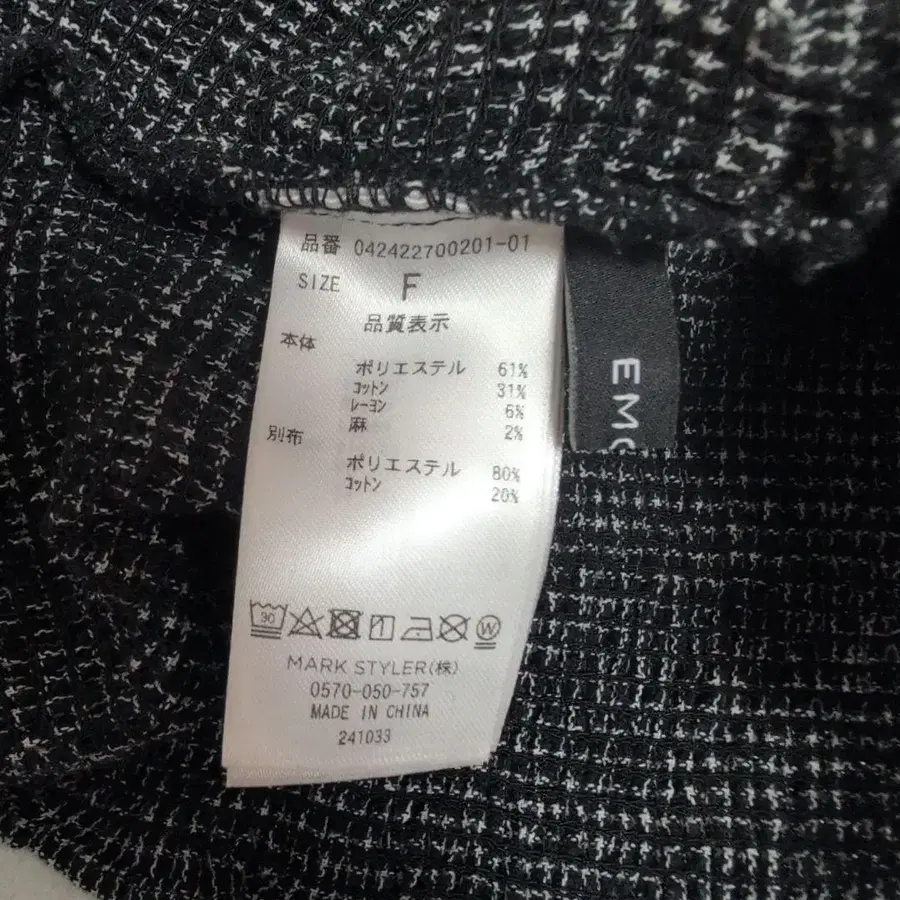 品番 042422700201-01
SIZE F
品質表示
本体
ポリエステル 61%
コットン 31%
レーヨン 6%
麻 2%
別布
ポリエステル 80%
コットン 20%
W
MARK STYLER(株)
0570-050-757
MADE IN CHINA
241033
EMO